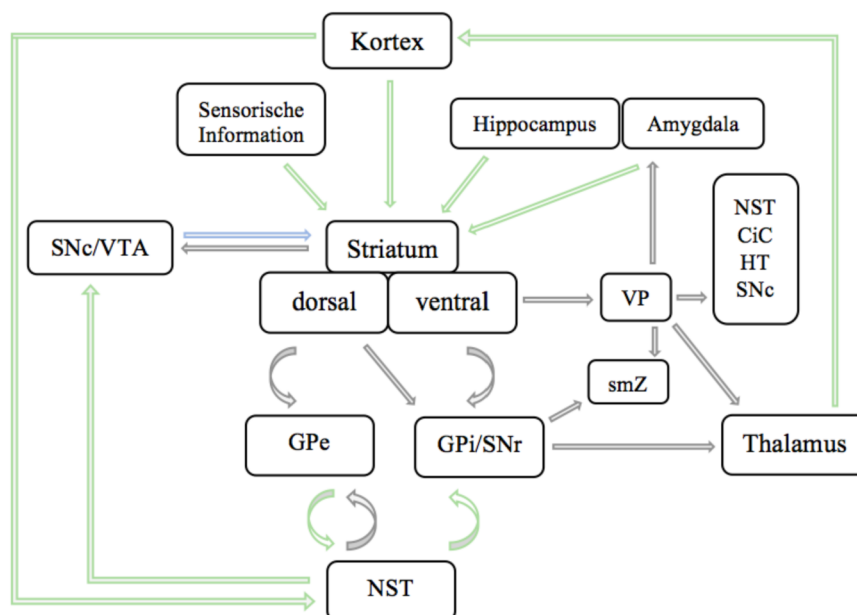 Kortex
Sensorische
Information
Hippocampus
Amygdala
NST
CiC
HT
SNc
SNc/VTA
Striatum
dorsal
ventral
VP
smZ
GPe
GPi/SNr
Thalamus
NST